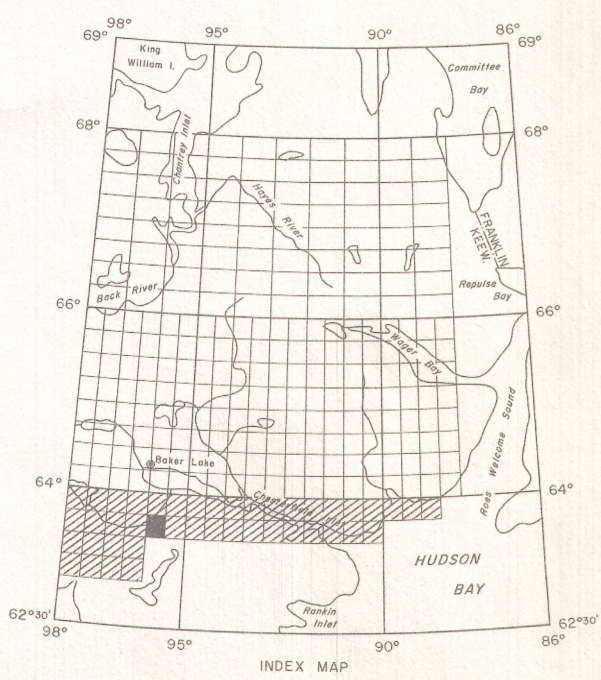 98°
95°
90°
86°
69°
69°
King
William I.
Committee
Bay
68°
68°
Chantrey Inlet
Hayes River
FRANKLIN
KEEW.
Back River
Repulse
Bay
66°
66°
Wager Bay
Roes Welcome Sound
Baker Lake
64°
64°
Chesterfield Inlet
HUDSON
BAY
Rankin
Inlet
62°30'
62°30'
98°
95°
90°
86°
INDEX MAP